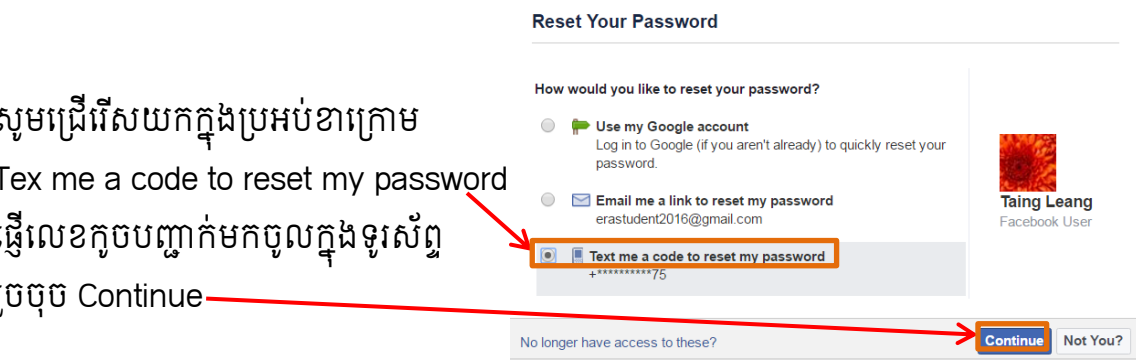 Reset Your Password
How would you like to reset your password?
Use my Google account
Log in to Google (if you aren't already) to quickly reset your
password.
Email me a link to reset my password
erastudent2016@gmail.com
Text me a code to reset my password
+**********75
Taing Leang
Facebook User
No longer have access to these?
Continue
Not You?
សូមជ្រើរើសយកក្នុងប្រអប់ខាក្រោម
Tex me a code to reset my password
ផ្ញើលេខកូចបញ្ជាក់មកចូលក្នុងទូរស័ព្ទ
រួចចុច Continue